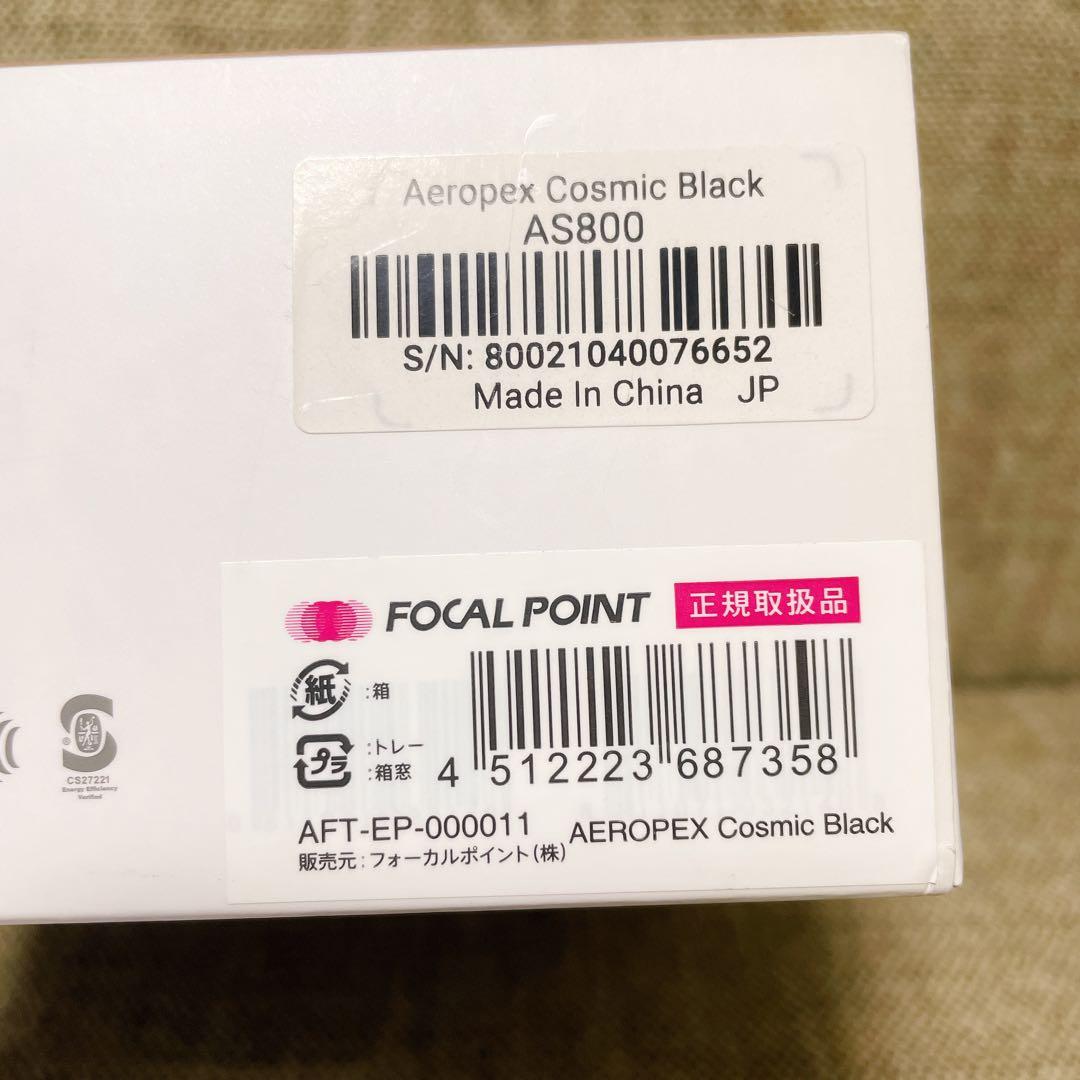 Aeropex Cosmic Black
AS800
S/N: 80021040076652
Made In China JP
FOCAL POINT 正規取扱品
紙 :箱
プラ :トレー
:箱窓
4 512223 687358
AFT-EP-000011 AEROPEX Cosmic Black
販売元:フォーカルポイント(株)
S
®
CS27221
Energy Efficiency
Verified